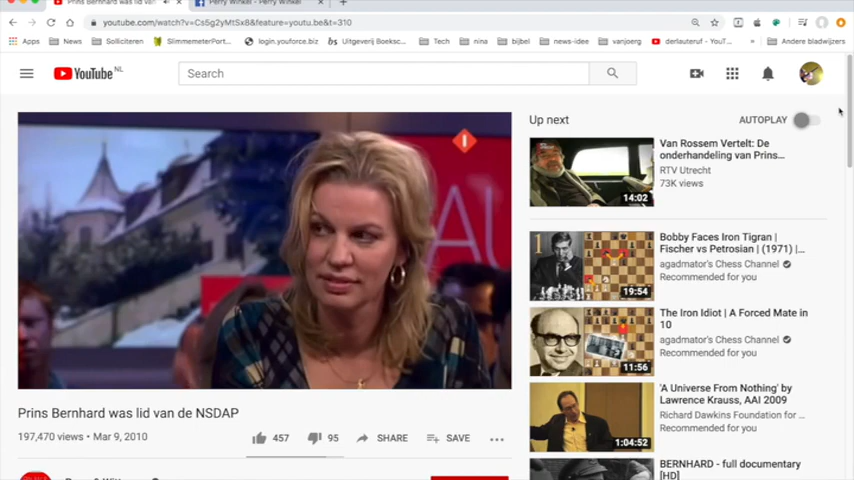 Prins Bernhard was lid va
Perry Winkel - Perry Winkel
youtube.com/watch?v=Cs5g2yMtSx8&feature=youtu.be&t=310
Apps
News
Solliciteren
SlimmemeterPort...
login.youforce.biz
Uitgeverij Boeksc...
Tech
nina
bijbel
news-idee
vanjoerg
derlauteruf - YouT...
Andere bladwijzers
YouTube NL
Search
AU
Prins Bernhard was lid van de NSDAP
197,470 views • Mar 9, 2010
457
95
SHARE
SAVE
Up next
AUTOPLAY
14:02
Van Rossem Vertelt: De
onderhandeling van Prins...
RTV Utrecht
73K views
1
19:54
Bobby Faces Iron Tigran |
Fischer vs Petrosian | (1971) |...
agadmator's Chess Channel
Recommended for you
11:56
The Iron Idiot | A Forced Mate in
10
agadmator's Chess Channel
Recommended for you
1:04:52
'A Universe From Nothing' by
Lawrence Krauss, AAI 2009
Richard Dawkins Foundation for ...
Recommended for you
BERNHARD - full documentary
[HD]